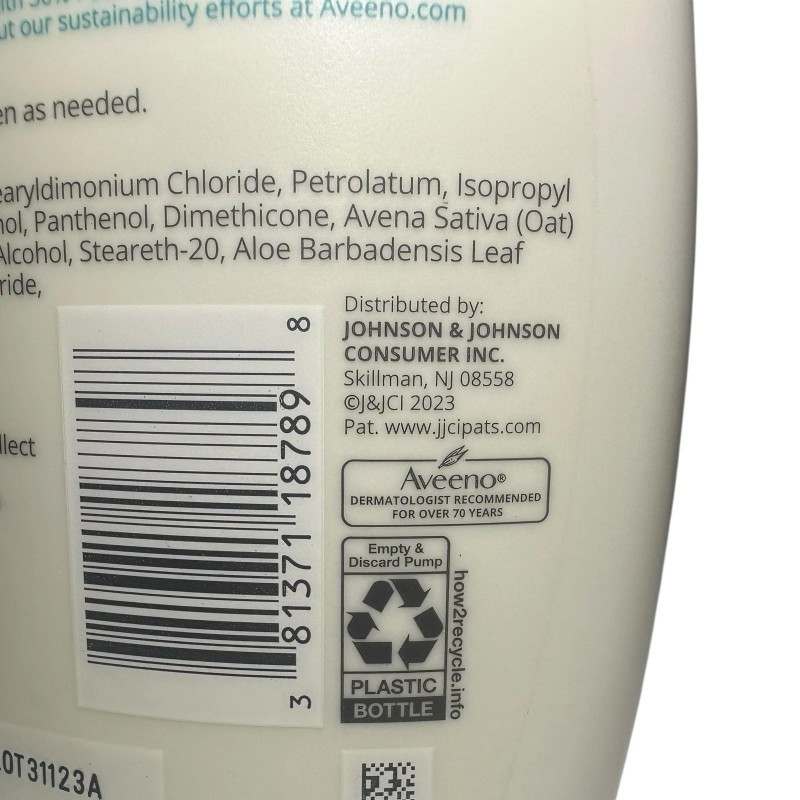 ut our sustainability efforts at Aveeno.com
en as needed.
earyldimonium Chloride, Petrolatum, Isopropyl
nol, Panthenol, Dimethicone, Avena Sativa (Oat)
Alcohol, Steareth-20, Aloe Barbadensis Leaf
ride,
llect
Distributed by:
JOHNSON & JOHNSON
CONSUMER INC.
Skillman, NJ 08558
©J&JCI 2023
Pat. www.jjcipats.com
Aveeno®
DERMATOLOGIST RECOMMENDED
FOR OVER 70 YEARS
Empty &
Discard Pump
PLASTIC
BOTTLE
how2recycle.info
3 81371 18789 8
LOT31123A